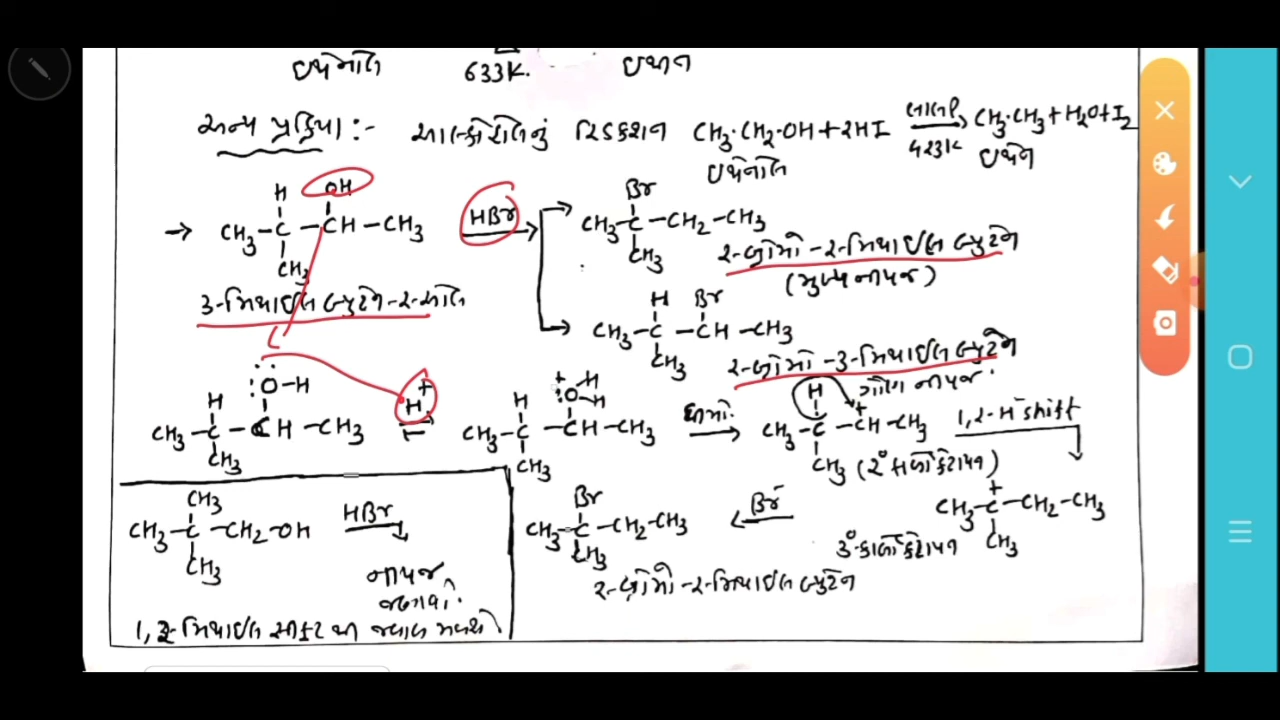 ઇથેનોલ 633K. ઇથીન
અન્ય પ્રક્રિયા:- આલ્કોહોલનું રિડકશન CH₃·CH₂-OH + 2HI લાલP 423K CH₃·CH₃+H₂O+I₂
ઇથેનોલ ઇથેન
H OH
→ CH₃-C-CH-CH₃ HBr
CH₃
3-મિથાઇલ બ્યુટેન-2-ઓલ
Br
CH₃-C-CH₂-CH₃
CH₃
2-બ્રોમો-2-મિથાઇલ બ્યુટેન
(મુખ્ય નીપજ)
H Br
CH₃-C-CH-CH₃
CH₃
2-બ્રોમો-3-મિથાઇલ બ્યુટેન
ગૌણ નીપજ.
:Ö-H
H
CH₃-C-CH-CH₃ H⁺
CH₃
+ H
:O-H
H
CH₃-C-CH-CH₃ ધીમો.
CH₃
H +
CH₃-C-CH-CH₃ 1,2-H⁻ shift
CH₃ (2° કાર્બોકેટાયન)
+
CH₃-C-CH₂-CH₃
CH₃
3°-કાર્બોકેટાયન
Br⁻
Br
CH₃-C-CH₂-CH₃
CH₃
2-બ્રોમો-2-મિથાઇલ બ્યુટેન
CH₃
CH₃-C-CH₂-OH HBr
CH₃
નીપજ
જણાવો.
1,2-મિથાઇલ